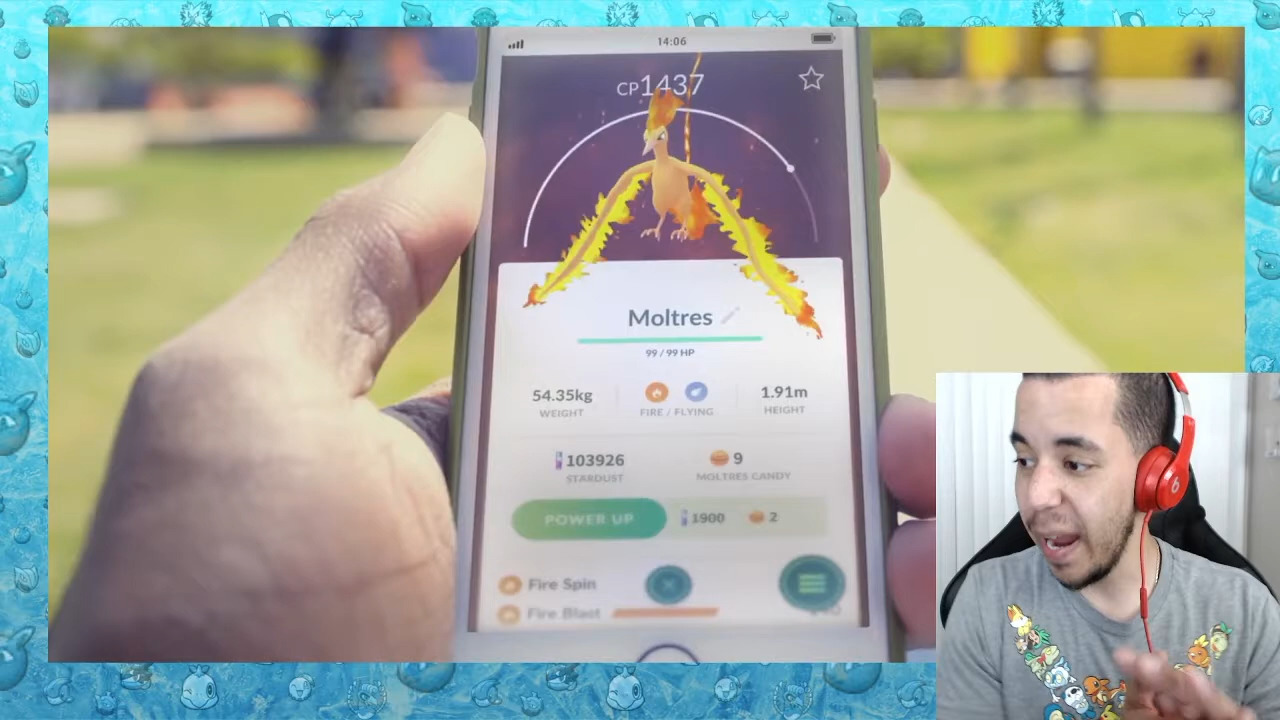 14:06
CP1437
Moltres
99 / 99 HP
54.35kg
WEIGHT
FIRE / FLYING
1.91m
HEIGHT
103926
STARDUST
9
MOLTRES CANDY
POWER UP
1900
2
Fire Spin
Fire Blast